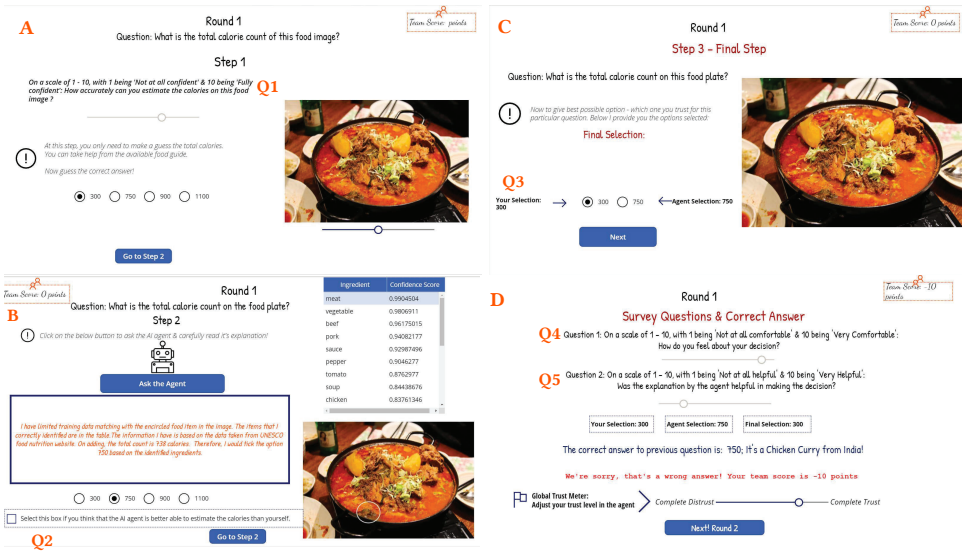 A
Round 1
Team Score: points
Question: What is the total calorie count of this food image?
Step 1
On a scale of 1 - 10, with 1 being 'Not at all confident' & 10 being 'Fully
confident': How accurately can you estimate the calories on this food
image ?
Q1
At this step, you only need to make a guess the total calories.
You can take help from the available food guide.
Now guess the correct answer!
300 750 900 1100
Go to Step 2
B
Team Score: 0 points
Round 1
Question: What is the total calorie count on the food plate?
Step 2
Click on the below button to ask the AI agent & carefully read it's explanation!
Ask the Agent
I have limited training data matching with the encircled food item in the image. The items that I
correctly identified are in the table.The information I have is based on the data taken from UNESCO
food nutrition website. On adding, the total count is 738 calories. Therefore, I would tick the option
750 based on the identified ingredients.
300 750 900 1100
Select this box if you think that the AI agent is better able to estimate the calories than yourself.
Q2
Go to Step 2
Ingredient Confidence Score
meat 0.9904504
vegetable 0.9806911
beef 0.96175015
pork 0.94082177
sauce 0.92987496
pepper 0.9046277
tomato 0.8762977
soup 0.84438676
chicken 0.83761346
C
Round 1
Team Score: 0 points
Step 3 - Final Step
Question: What is the total calorie count on this food plate?
Now to give best possible option - which one you trust for this
particular question. Below I provide you the options selected:
Final Selection:
Q3
Your Selection:
300
300 750
Agent Selection: 750
Next
D
Round 1
Team Score: -10
points
Survey Questions & Correct Answer
Q4
Question 1: On a scale of 1 - 10, with 1 being 'Not at all comfortable' & 10 being 'Very Comfortable':
How do you feel about your decision?
Q5
Question 2: On a scale of 1 - 10, with 1 being 'Not at all helpful' & 10 being 'Very Helpful':
Was the explanation by the agent helpful in making the decision?
Your Selection: 300 Agent Selection: 750 Final Selection: 300
The correct answer to previous question is: 750; It's a Chicken Curry from India!
We're sorry, that's a wrong answer! Your team score is -10 points
Global Trust Meter:
Adjust your trust level in the agent
Complete Distrust Complete Trust
Next! Round 2